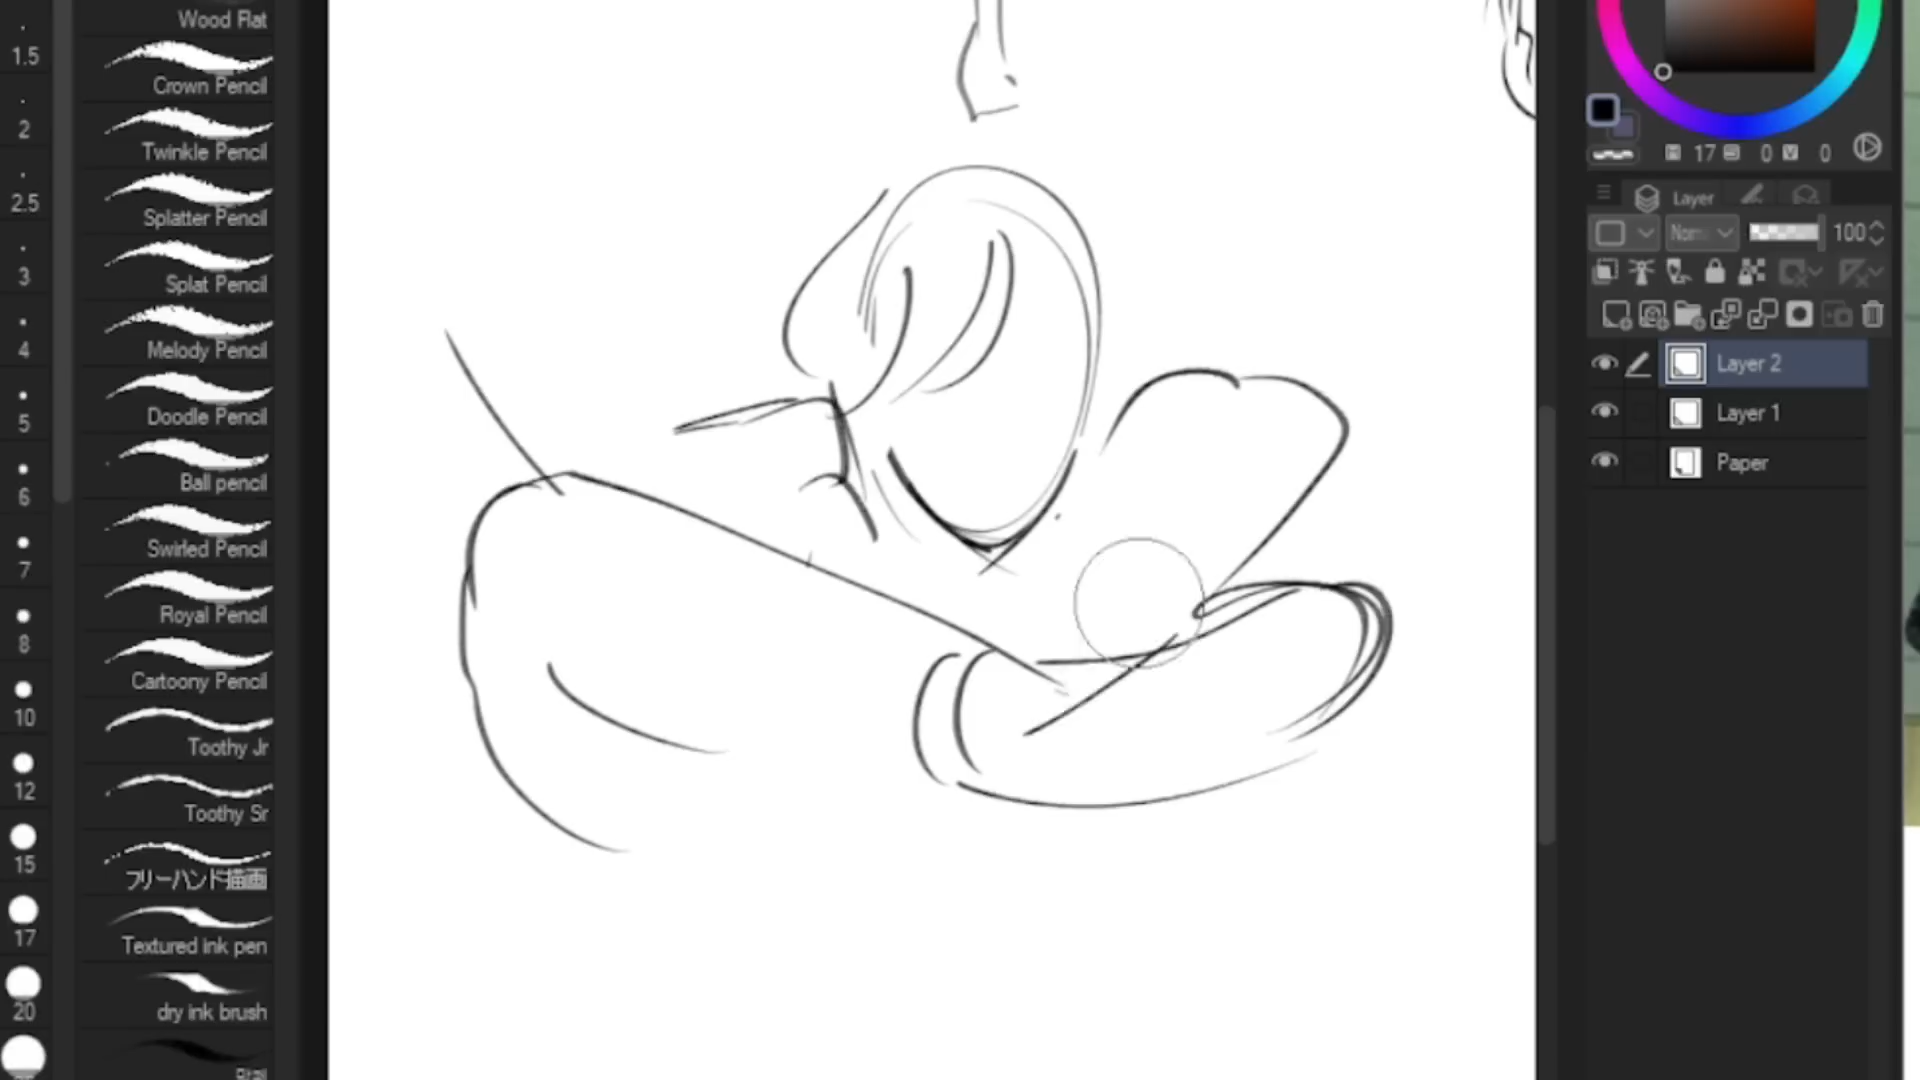 Wood Flat
1.5
Crown Pencil
2
Twinkle Pencil
2.5
Splatter Pencil
3
Splat Pencil
4
Melody Pencil
5
Doodle Pencil
6
Ball pencil
7
Swirled Pencil
8
Royal Pencil
10
Cartoony Pencil
12
Toothy Jr
15
Toothy Sr
17
フリーハンド描画
20
Textured ink pen
dry ink brush
H 17 S 0 V 0
Layer
Norm 100
Layer 2
Layer 1
Paper